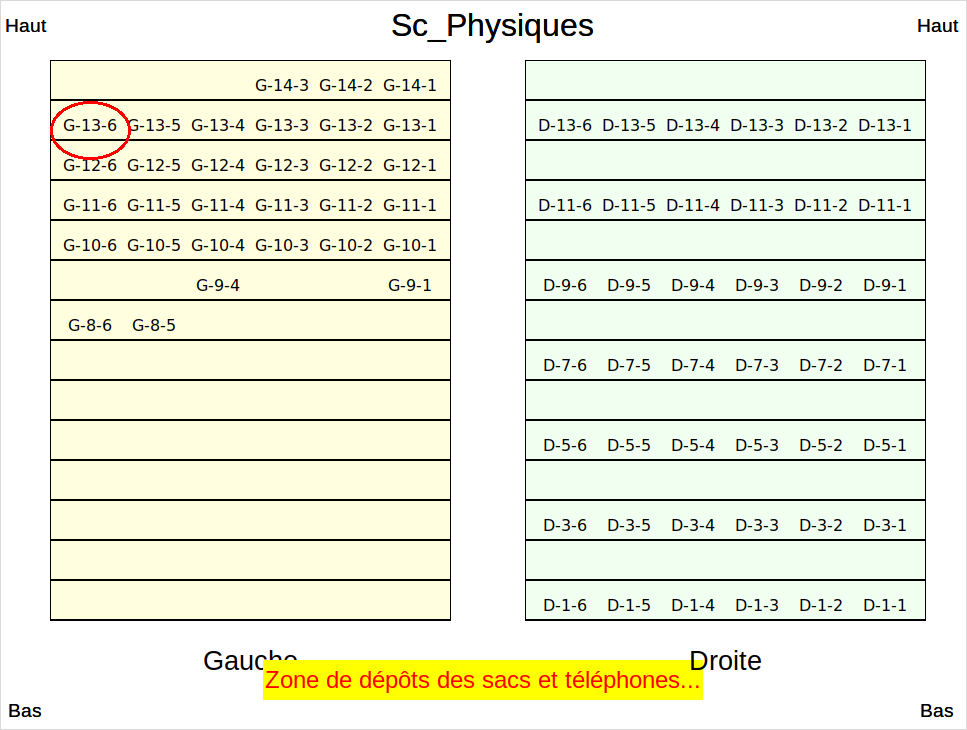 Sc_Physiques
Haut Haut
G-14-3 G-14-2 G-14-1
G-13-6 G-13-5 G-13-4 G-13-3 G-13-2 G-13-1 D-13-6 D-13-5 D-13-4 D-13-3 D-13-2 D-13-1
G-12-6 G-12-5 G-12-4 G-12-3 G-12-2 G-12-1
G-11-6 G-11-5 G-11-4 G-11-3 G-11-2 G-11-1 D-11-6 D-11-5 D-11-4 D-11-3 D-11-2 D-11-1
G-10-6 G-10-5 G-10-4 G-10-3 G-10-2 G-10-1
G-9-4 G-9-1 D-9-6 D-9-5 D-9-4 D-9-3 D-9-2 D-9-1
G-8-6 G-8-5
D-7-6 D-7-5 D-7-4 D-7-3 D-7-2 D-7-1
D-5-6 D-5-5 D-5-4 D-5-3 D-5-2 D-5-1
D-3-6 D-3-5 D-3-4 D-3-3 D-3-2 D-3-1
D-1-6 D-1-5 D-1-4 D-1-3 D-1-2 D-1-1
Gauche Droite
Zone de dépôts des sacs et téléphones...
Bas Bas